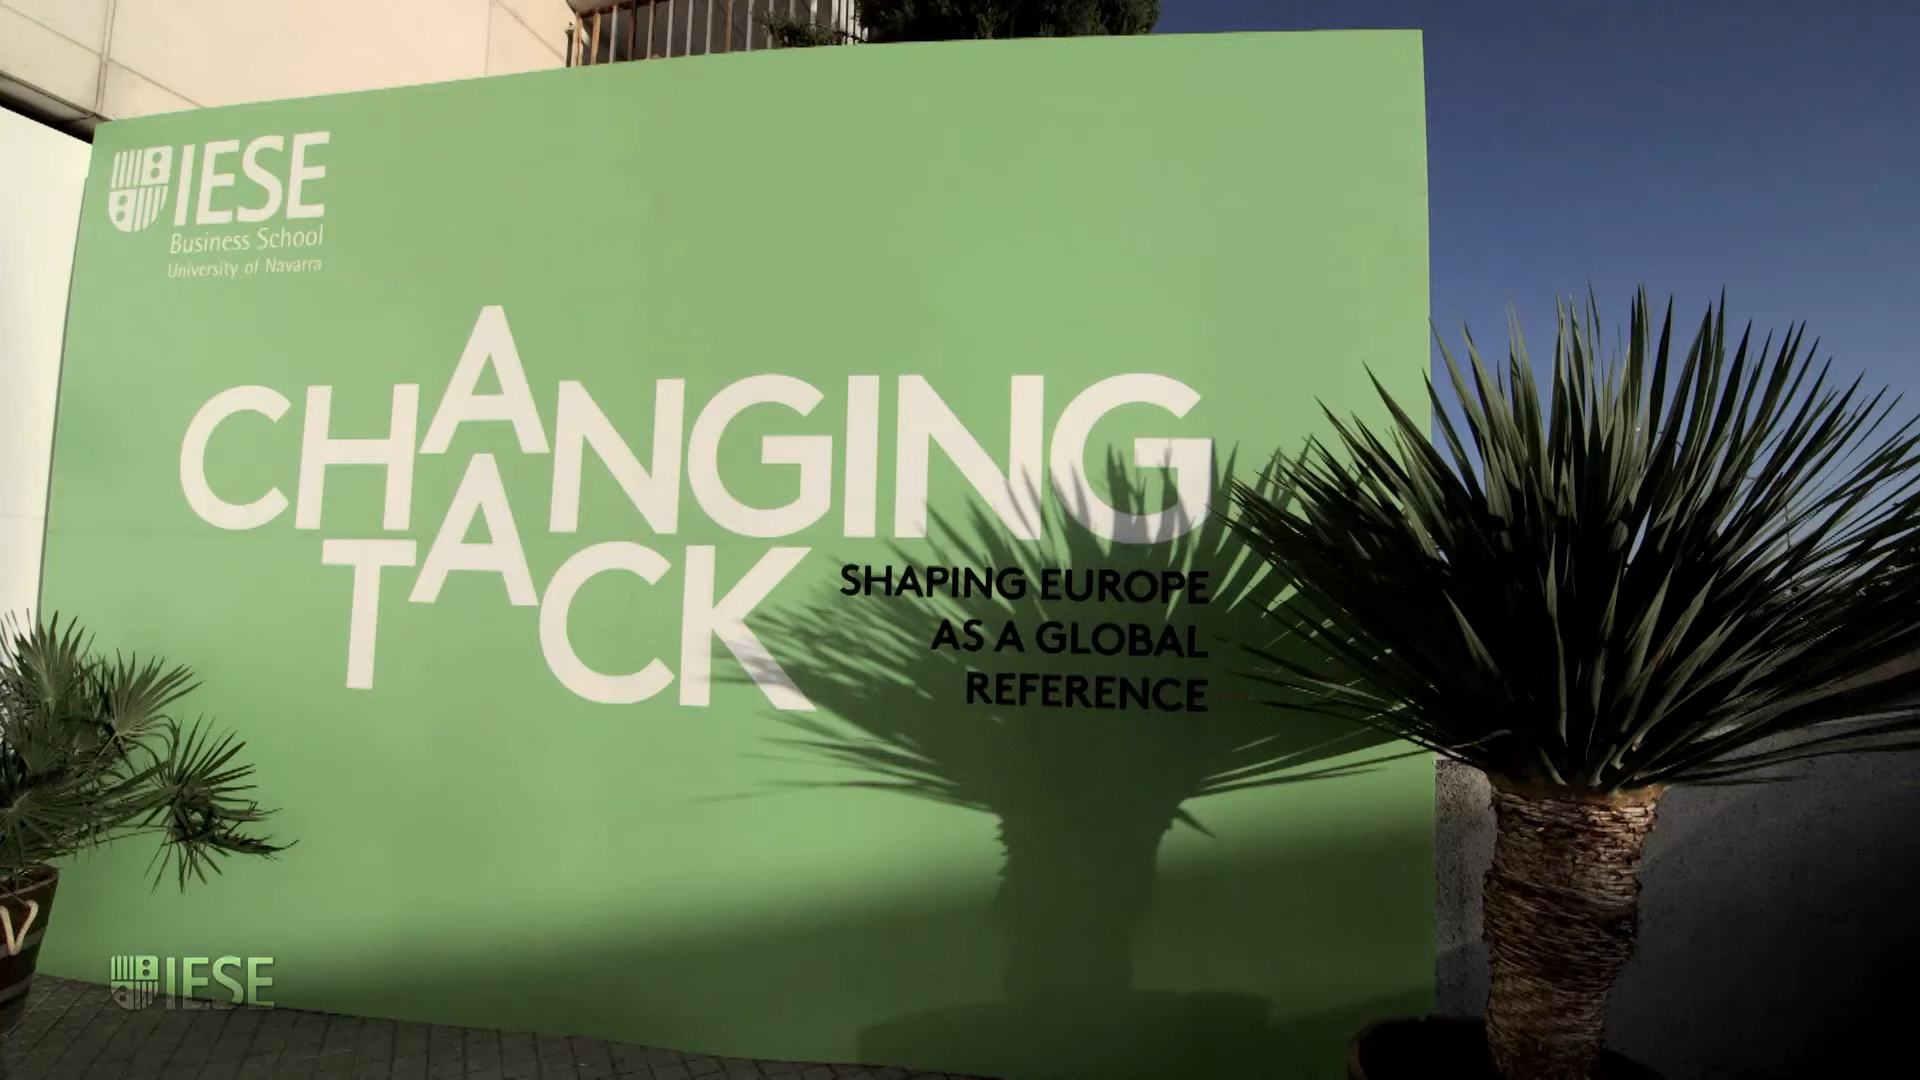 IESE
Business School
University of Navarra
CHANGING
TACK
SHAPING EUROPE
AS A GLOBAL
REFERENCE
IESE